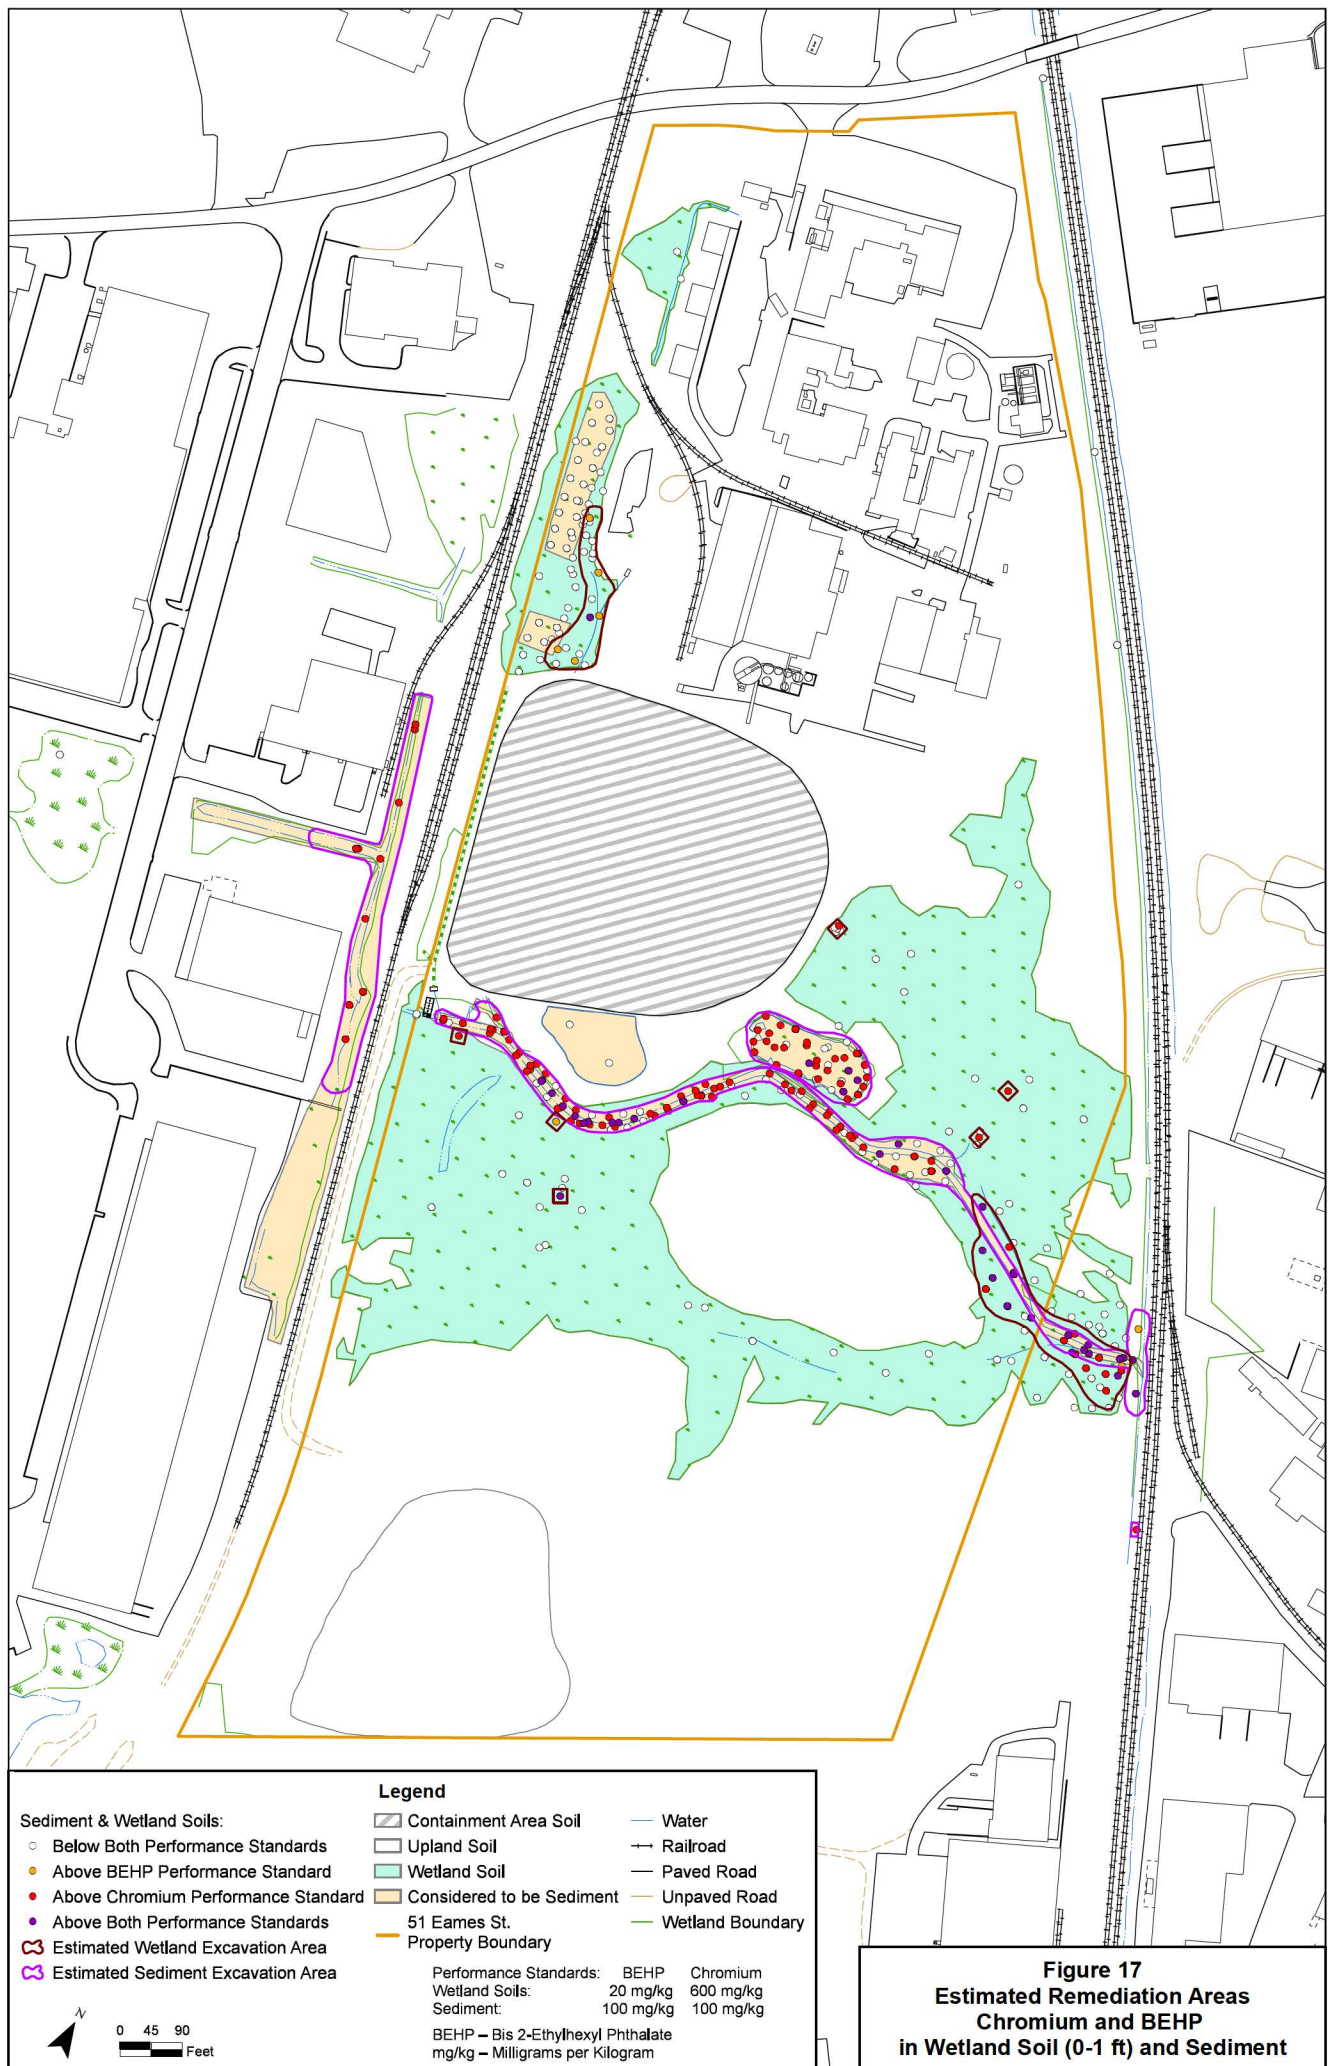 Legend
Sediment & Wetland Soils:
Below Both Performance Standards
Above BEHP Performance Standard
Above Chromium Performance Standard
Above Both Performance Standards
Estimated Wetland Excavation Area
Estimated Sediment Excavation Area
Containment Area Soil
Upland Soil
Wetland Soil
Considered to be Sediment
51 Eames St.
Property Boundary
Water
Railroad
Paved Road
Unpaved Road
Wetland Boundary
Performance Standards: BEHP Chromium
Wetland Soils: 20 mg/kg 600 mg/kg
Sediment: 100 mg/kg 100 mg/kg
BEHP – Bis 2-Ethylhexyl Phthalate
mg/kg – Milligrams per Kilogram
N
0 45 90
Feet
Figure 17
Estimated Remediation Areas
Chromium and BEHP
in Wetland Soil (0-1 ft) and Sediment